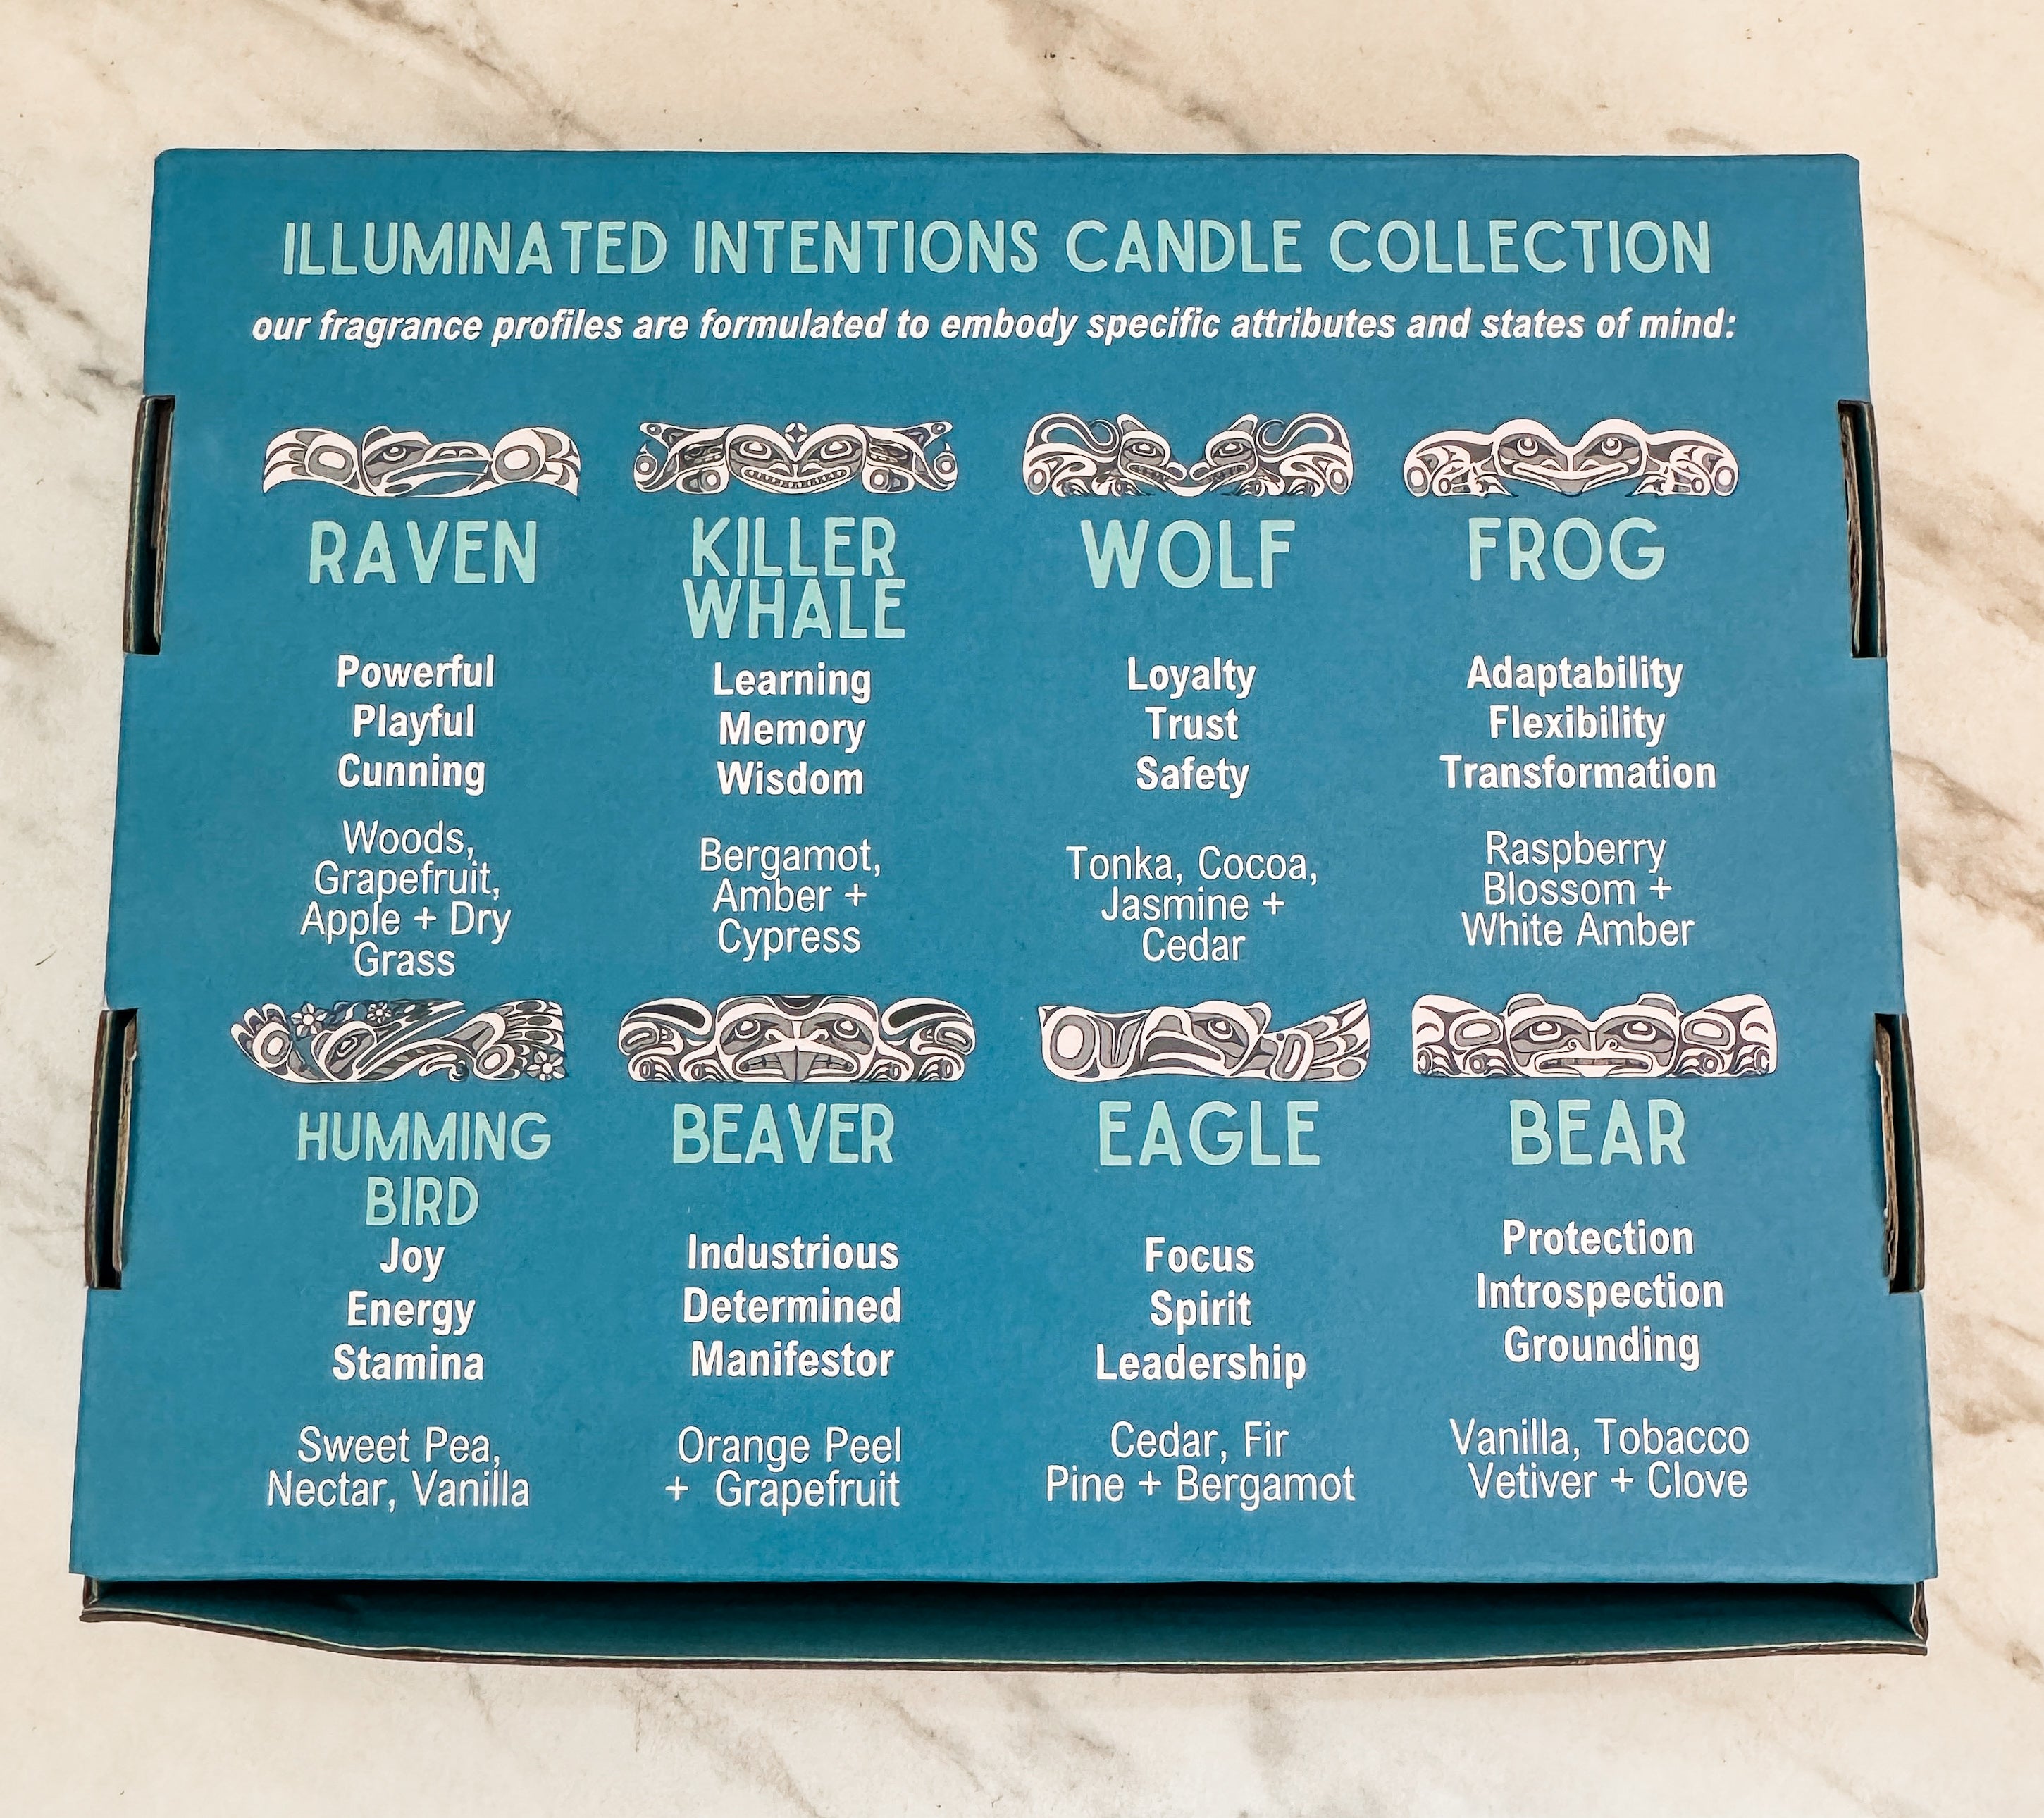 ILLUMINATED INTENTIONS CANDLE COLLECTION
our fragrance profiles are formulated to embody specific attributes and states of mind:
RAVEN
Powerful
Playful
Cunning
Woods,
Grapefruit,
Apple + Dry
Grass
KILLER
WHALE
Learning
Memory
Wisdom
Bergamot,
Amber +
Cypress
WOLF
Loyalty
Trust
Safety
Tonka, Cocoa,
Jasmine +
Cedar
FROG
Adaptability
Flexibility
Transformation
Raspberry
Blossom +
White Amber
HUMMING
BIRD
Joy
Energy
Stamina
Sweet Pea,
Nectar, Vanilla
BEAVER
Industrious
Determined
Manifestor
Orange Peel
+ Grapefruit
EAGLE
Focus
Spirit
Leadership
Cedar, Fir
Pine + Bergamot
BEAR
Protection
Introspection
Grounding
Vanilla, Tobacco
Vetiver + Clove